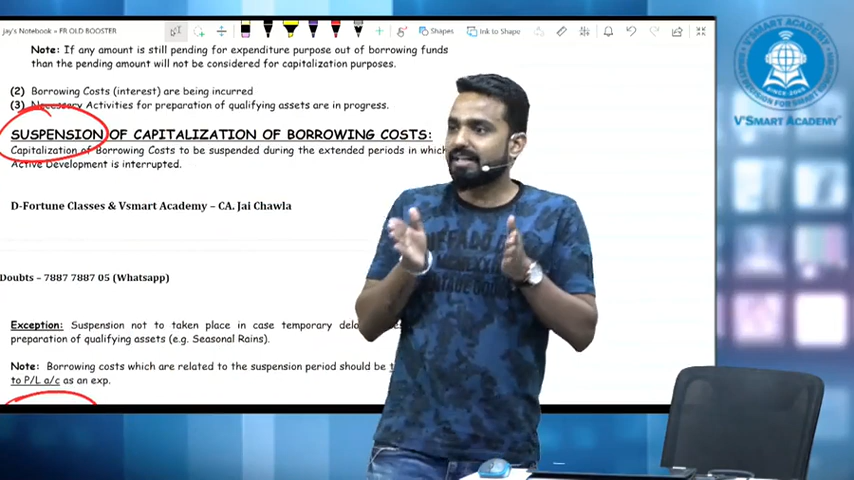 Jay's Notebook » FR OLD BOOSTER
Shapes
Ink to Shape
Note: If any amount is still pending for expenditure purpose out of borrowing funds
than the pending amount will not be considered for capitalization purposes.
(2) Borrowing Costs (interest) are being incurred
(3) Necessary Activities for preparation of qualifying assets are in progress.
SUSPENSION OF CAPITALIZATION OF BORROWING COSTS:
Capitalization of Borrowing Costs to be suspended during the extended periods in which
Active Development is interrupted.
D-Fortune Classes & Vsmart Academy – CA. Jai Chawla
Doubts – 7887 7887 05 (Whatsapp)
Exception: Suspension not to taken place in case temporary
preparation of qualifying assets (e.g. Seasonal Rains).
Note: Borrowing costs which are related to the suspension period should be
to P/L a/c as an exp.
V'SMART ACADEMY
SINCE-2005
V'SMART ACADEMY